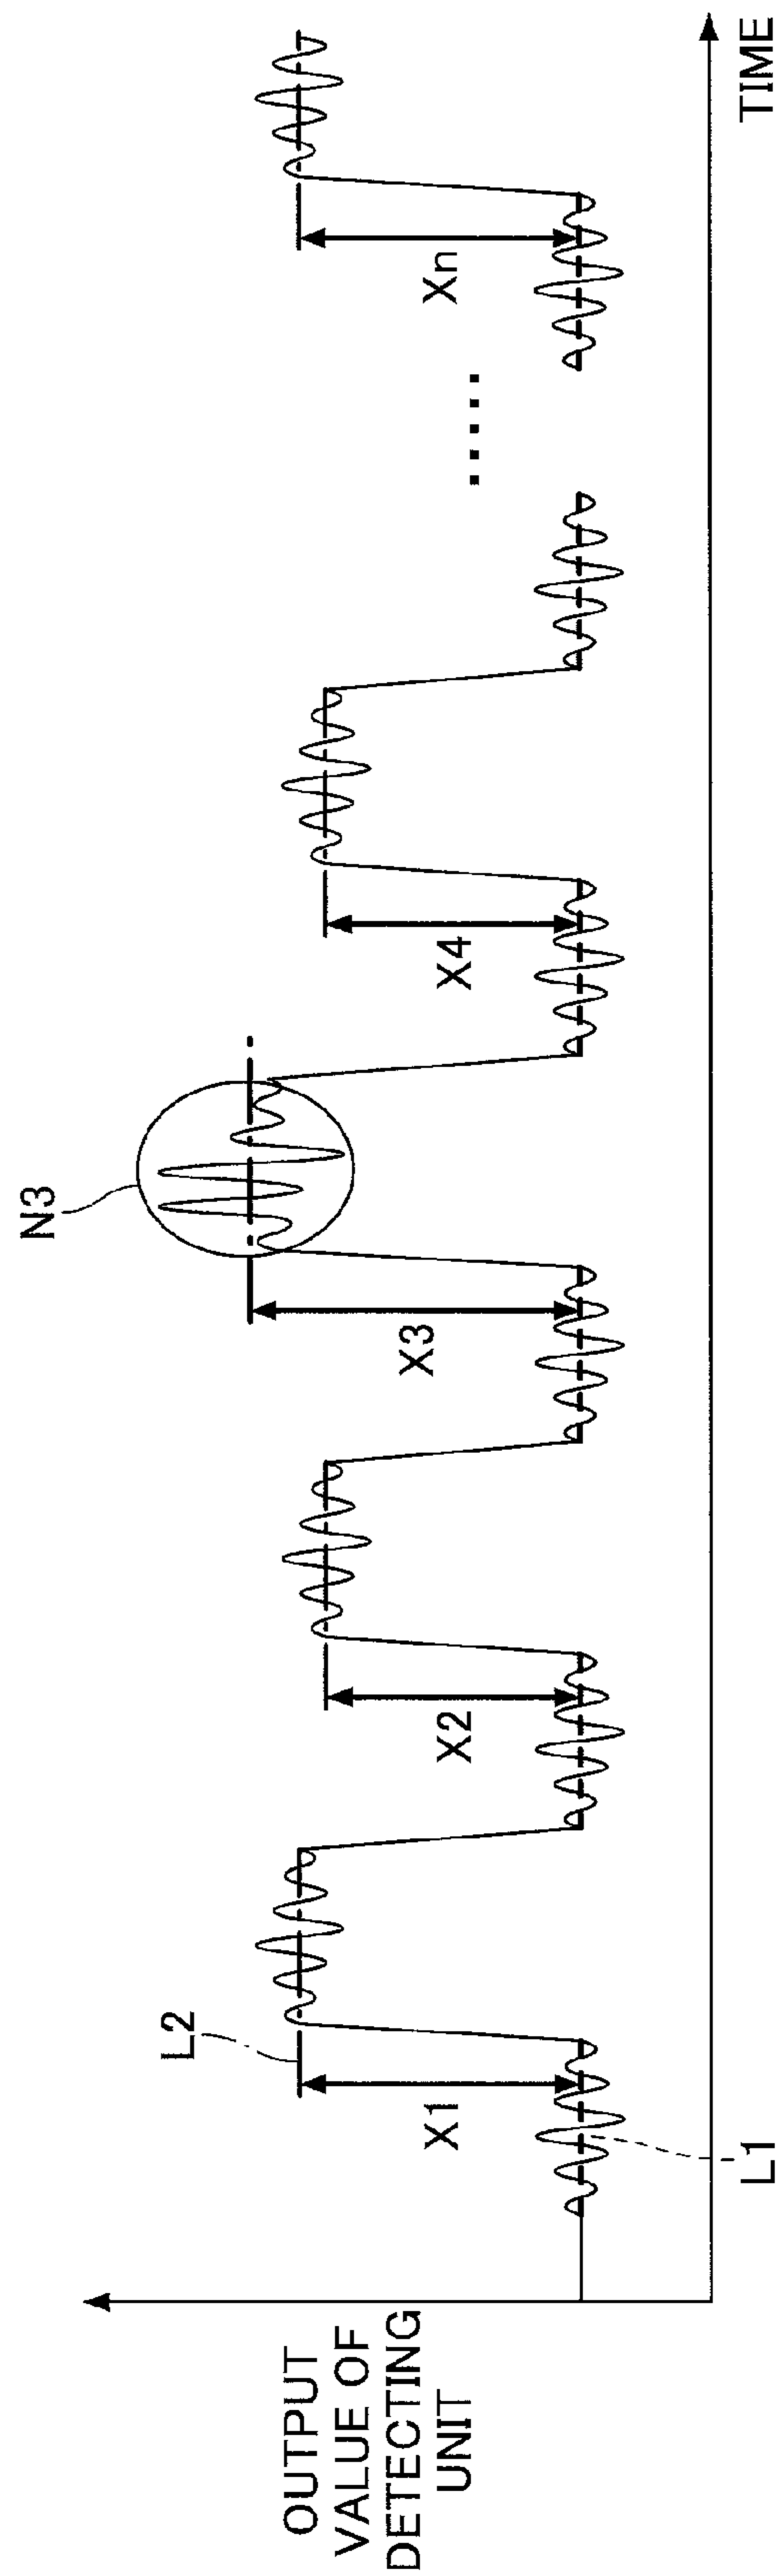 OUTPUT
VALUE OF
DETECTING
UNIT
L2
N3
X1
X2
X3
X4
.....
Xn
L1
TIME